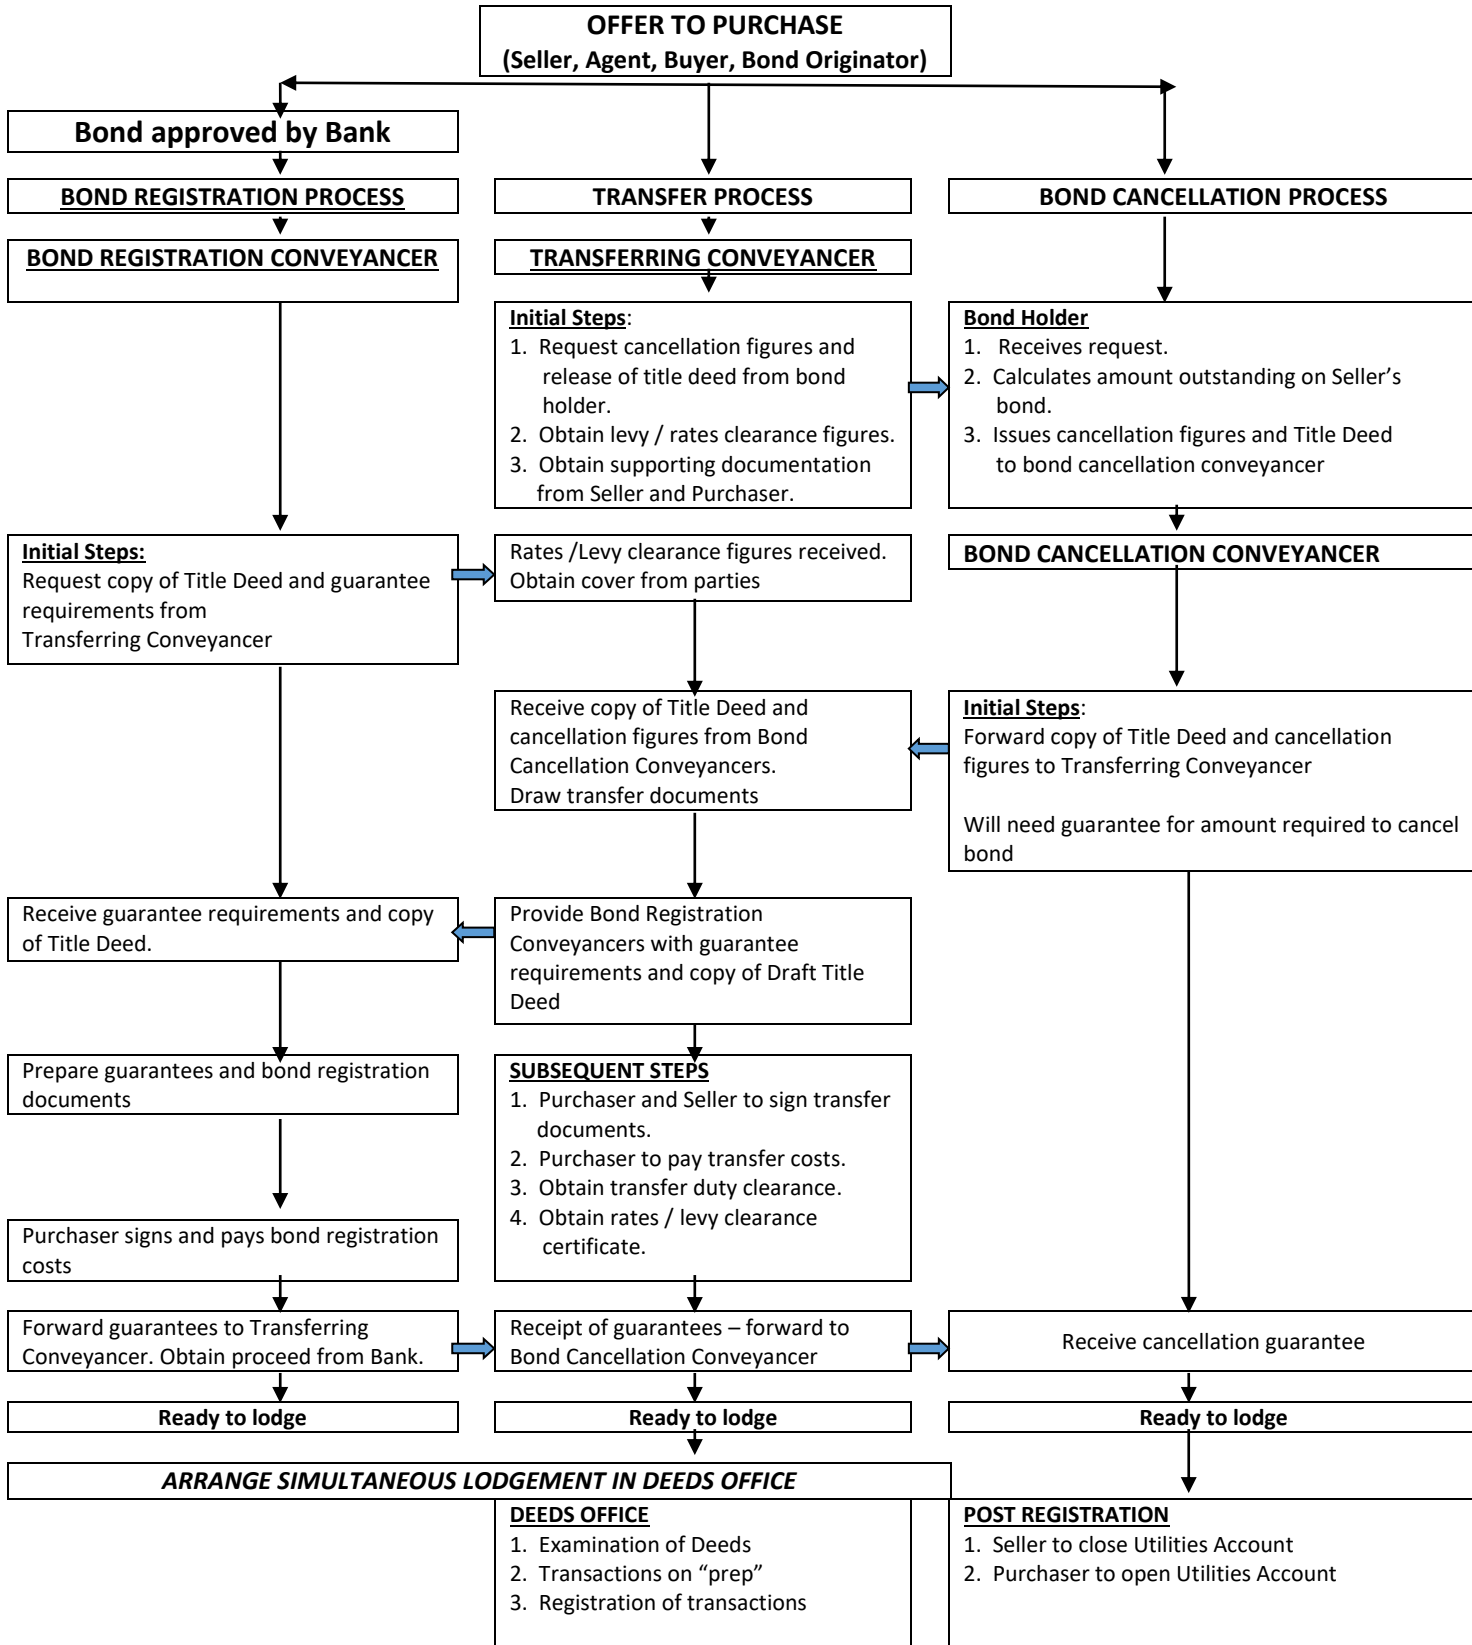 OFFER TO PURCHASE
(Seller, Agent, Buyer, Bond Originator)
Bond approved by Bank
BOND REGISTRATION PROCESS
TRANSFER PROCESS
BOND CANCELLATION PROCESS
BOND REGISTRATION CONVEYANCER
TRANSFERRING CONVEYANCER
Initial Steps:
1. Request cancellation figures and
release of title deed from bond
holder.
2. Obtain levy / rates clearance figures.
3. Obtain supporting documentation
from Seller and Purchaser.
Bond Holder
1. Receives request.
2. Calculates amount outstanding on Seller’s
bond.
3. Issues cancellation figures and Title Deed
to bond cancellation conveyancer
Initial Steps:
Request copy of Title Deed and guarantee
requirements from
Transferring Conveyancer
Rates /Levy clearance figures received.
Obtain cover from parties
BOND CANCELLATION CONVEYANCER
Receive copy of Title Deed and
cancellation figures from Bond
Cancellation Conveyancers.
Draw transfer documents
Initial Steps:
Forward copy of Title Deed and cancellation
figures to Transferring Conveyancer
Will need guarantee for amount required to cancel
bond
Receive guarantee requirements and copy
of Title Deed.
Provide Bond Registration
Conveyancers with guarantee
requirements and copy of Draft Title
Deed
Prepare guarantees and bond registration
documents
SUBSEQUENT STEPS
1. Purchaser and Seller to sign transfer
documents.
2. Purchaser to pay transfer costs.
3. Obtain transfer duty clearance.
4. Obtain rates / levy clearance
certificate.
Purchaser signs and pays bond registration
costs
Forward guarantees to Transferring
Conveyancer. Obtain proceed from Bank.
Receipt of guarantees – forward to
Bond Cancellation Conveyancer
Receive cancellation guarantee
Ready to lodge
Ready to lodge
Ready to lodge
ARRANGE SIMULTANEOUS LODGEMENT IN DEEDS OFFICE
DEEDS OFFICE
1. Examination of Deeds
2. Transactions on “prep”
3. Registration of transactions
POST REGISTRATION
1. Seller to close Utilities Account
2. Purchaser to open Utilities Account